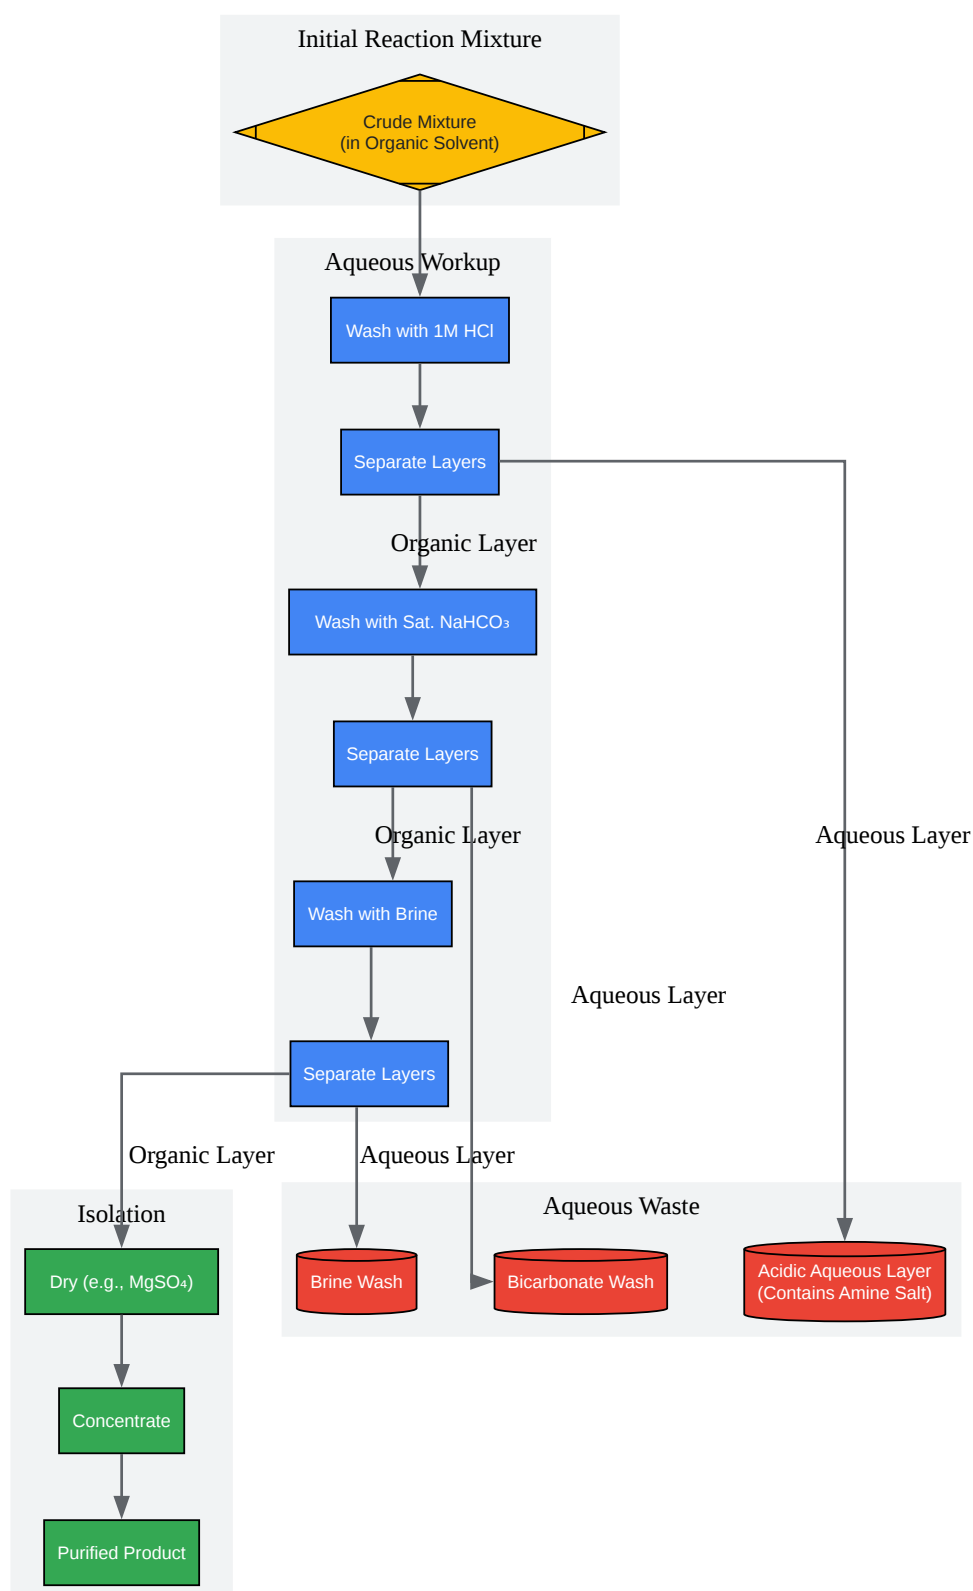 Initial Reaction Mixture
Crude Mixture
(in Organic Solvent)
Aqueous Workup
Wash with 1M HCl
Separate Layers
Organic Layer
Wash with Sat. NaHCO₃
Separate Layers
Organic Layer
Aqueous Layer
Wash with Brine
Aqueous Layer
Separate Layers
Organic Layer
Aqueous Layer
Isolation
Aqueous Waste
Dry (e.g., MgSO₄)
Brine Wash
Bicarbonate Wash
Acidic Aqueous Layer
(Contains Amine Salt)
Concentrate
Purified Product